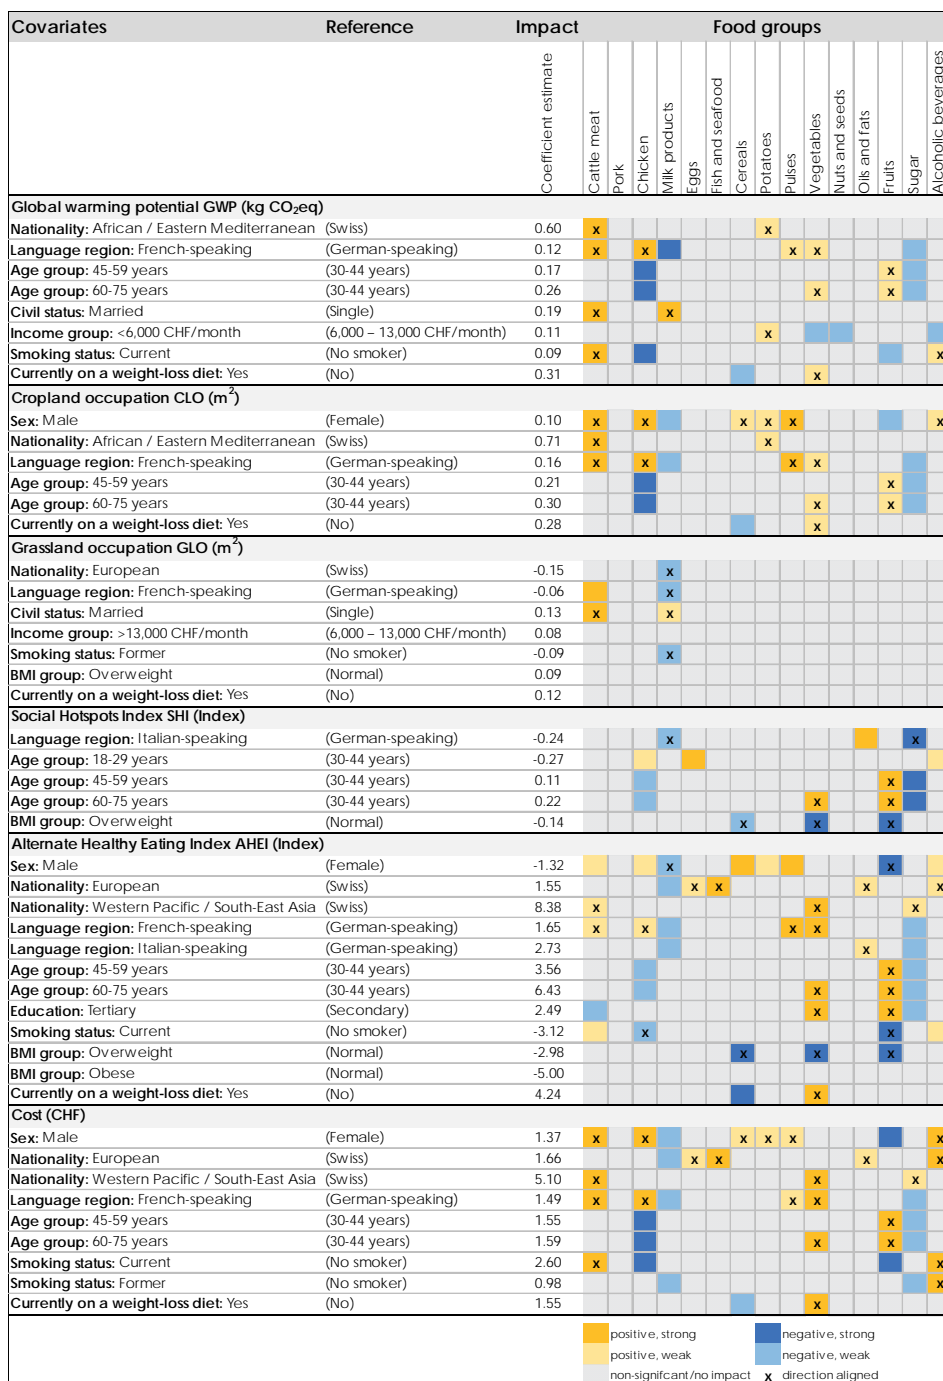 Covariates Reference Impact Food groups
Coefficient estimate Cattle meat Pork Chicken Milk products Eggs Fish and seafood Cereals Potatoes Pulses Vegetables Nuts and seeds Oils and fats Fruits Sugar Alcoholic beverages
Global warming potential GWP (kg CO₂eq)
Nationality: African / Eastern Mediterranean (Swiss) 0.60 x x
Language region: French-speaking (German-speaking) 0.12 x x x x
Age group: 45-59 years (30-44 years) 0.17 x
Age group: 60-75 years (30-44 years) 0.26 x x
Civil status: Married (Single) 0.19 x x
Income group: <6,000 CHF/month (6,000 – 13,000 CHF/month) 0.11 x
Smoking status: Current (No smoker) 0.09 x x
Currently on a weight-loss diet: Yes (No) 0.31 x
Cropland occupation CLO (m²)
Sex: Male (Female) 0.10 x x x x x x
Nationality: African / Eastern Mediterranean (Swiss) 0.71 x x
Language region: French-speaking (German-speaking) 0.16 x x x x
Age group: 45-59 years (30-44 years) 0.21 x
Age group: 60-75 years (30-44 years) 0.30 x x
Currently on a weight-loss diet: Yes (No) 0.28 x
Grassland occupation GLO (m²)
Nationality: European (Swiss) -0.15 x
Language region: French-speaking (German-speaking) -0.06 x
Civil status: Married (Single) 0.13 x x
Income group: >13,000 CHF/month (6,000 – 13,000 CHF/month) 0.08
Smoking status: Former (No smoker) -0.09 x
BMI group: Overweight (Normal) 0.09
Currently on a weight-loss diet: Yes (No) 0.12
Social Hotspots Index SHI (Index)
Language region: Italian-speaking (German-speaking) -0.24 x x
Age group: 18-29 years (30-44 years) -0.27
Age group: 45-59 years (30-44 years) 0.11 x
Age group: 60-75 years (30-44 years) 0.22 x x
BMI group: Overweight (Normal) -0.14 x x x
Alternate Healthy Eating Index AHEI (Index)
Sex: Male (Female) -1.32 x x
Nationality: European (Swiss) 1.55 x x x x
Nationality: Western Pacific / South-East Asia (Swiss) 8.38 x x x
Language region: French-speaking (German-speaking) 1.65 x x x x
Language region: Italian-speaking (German-speaking) 2.73 x
Age group: 45-59 years (30-44 years) 3.56 x
Age group: 60-75 years (30-44 years) 6.43 x x
Education: Tertiary (Secondary) 2.49 x x
Smoking status: Current (No smoker) -3.12 x x
BMI group: Overweight (Normal) -2.98 x x x
BMI group: Obese (Normal) -5.00
Currently on a weight-loss diet: Yes (No) 4.24 x
Cost (CHF)
Sex: Male (Female) 1.37 x x x x x x
Nationality: European (Swiss) 1.66 x x x x
Nationality: Western Pacific / South-East Asia (Swiss) 5.10 x x x
Language region: French-speaking (German-speaking) 1.49 x x x x
Age group: 45-59 years (30-44 years) 1.55 x
Age group: 60-75 years (30-44 years) 1.59 x x
Smoking status: Current (No smoker) 2.60 x x
Smoking status: Former (No smoker) 0.98 x
Currently on a weight-loss diet: Yes (No) 1.55 x
positive, strong negative, strong
positive, weak negative, weak
non-signifcant/no impact x direction aligned